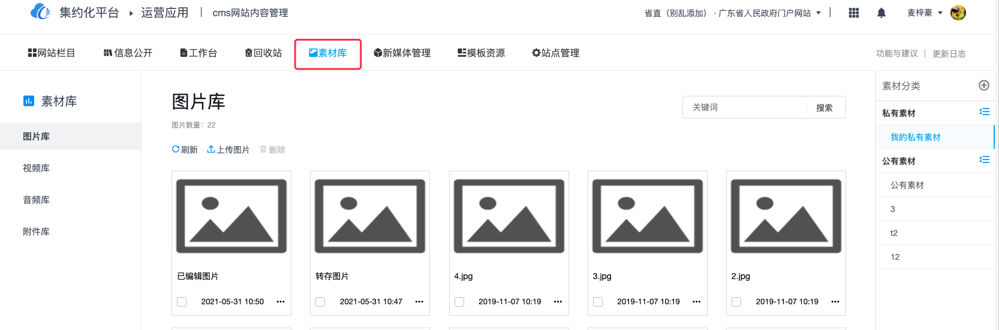 集约化平台 ▸ 运营应用 | cms网站内容管理
省直（别乱添加）·广东省人民政府门户网站 |
麦梓豪
网站栏目 信息公开 工作台 回收站 素材库 新媒体管理 模板资源 站点管理
功能与建议 | 更新日志
素材库
图片库
视频库
音频库
附件库
图片库
图片数量：22
关键词 搜索
刷新 上传图片 删除
已编辑图片
2021-05-31 10:50 •••
转存图片
2021-05-31 10:47 •••
4.jpg
2019-11-07 10:19 •••
3.jpg
2019-11-07 10:19 •••
2.jpg
2019-11-07 10:19 •••
素材分类
私有素材
我的私有素材
公有素材
公有素材
3
t2
12